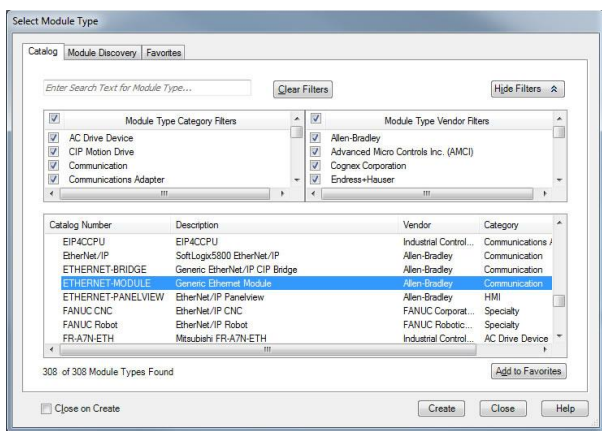 Select Module Type
Catalog Module Discovery Favorites
Enter Search Text for Module Type... Clear Filters Hide Filters
Module Type Category Filters Module Type Vendor Filters
AC Drive Device Allen-Bradley
CIP Motion Drive Advanced Micro Controls Inc. (AMCI)
Communication Cognex Corporation
Communications Adapter Endress+Hauser
Catalog Number Description Vendor Category
EIP4CCPU EIP4CCPU Industrial Control... Communications A
EtherNet/IP SoftLogix5800 EtherNet/IP Allen-Bradley Communication
ETHERNET-BRIDGE Generic EtherNet/IP CIP Bridge Allen-Bradley Communication
ETHERNET-MODULE Generic Ethernet Module Allen-Bradley Communication
ETHERNET-PANELVIEW EtherNet/IP Panelview Allen-Bradley HMI
FANUC CNC EtherNet/IP CNC FANUC Corporat... Specialty
FANUC Robot EtherNet/IP Robot FANUC Robotic... Specialty
FR-A7N-ETH Mitsubishi FR-A7N-ETH Industrial Control... AC Drive Device
308 of 308 Module Types Found Add to Favorites
Close on Create Create Close Help